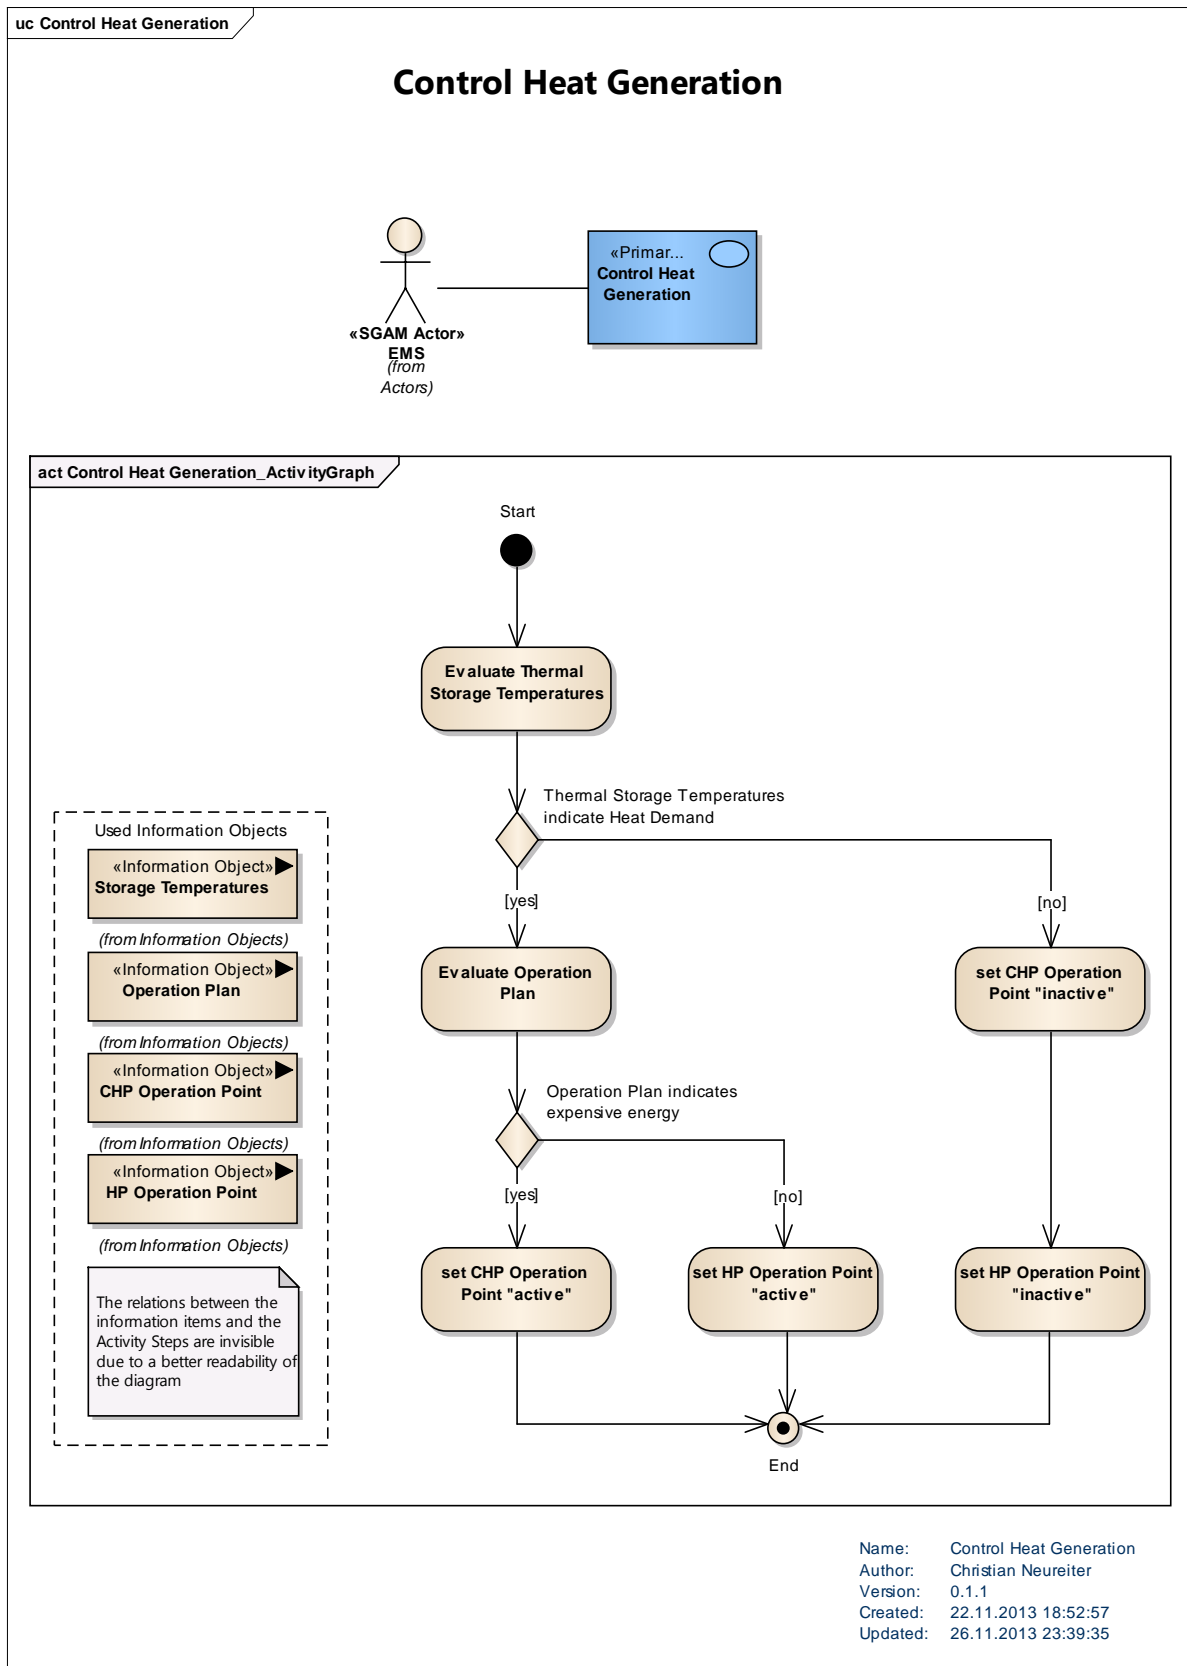 uc Control Heat Generation
Control Heat Generation
«Primar...
Control Heat
Generation
«SGAM Actor»
EMS
(from
Actors)
act Control Heat Generation_ActivityGraph
Start
Evaluate Thermal
Storage Temperatures
Thermal Storage Temperatures
indicate Heat Demand
[yes]
[no]
Used Information Objects
«Information Object»
Storage Temperatures
(from Information Objects)
«Information Object»
Operation Plan
(from Information Objects)
«Information Object»
CHP Operation Point
(from Information Objects)
«Information Object»
HP Operation Point
(from Information Objects)
The relations between the
information items and the
Activity Steps are invisible
due to a better readability of
the diagram
Evaluate Operation
Plan
set CHP Operation
Point "inactive"
Operation Plan indicates
expensive energy
[yes]
[no]
set CHP Operation
Point "active"
set HP Operation Point
"active"
set HP Operation Point
"inactive"
End
Name: Control Heat Generation
Author: Christian Neureiter
Version: 0.1.1
Created: 22.11.2013 18:52:57
Updated: 26.11.2013 23:39:35